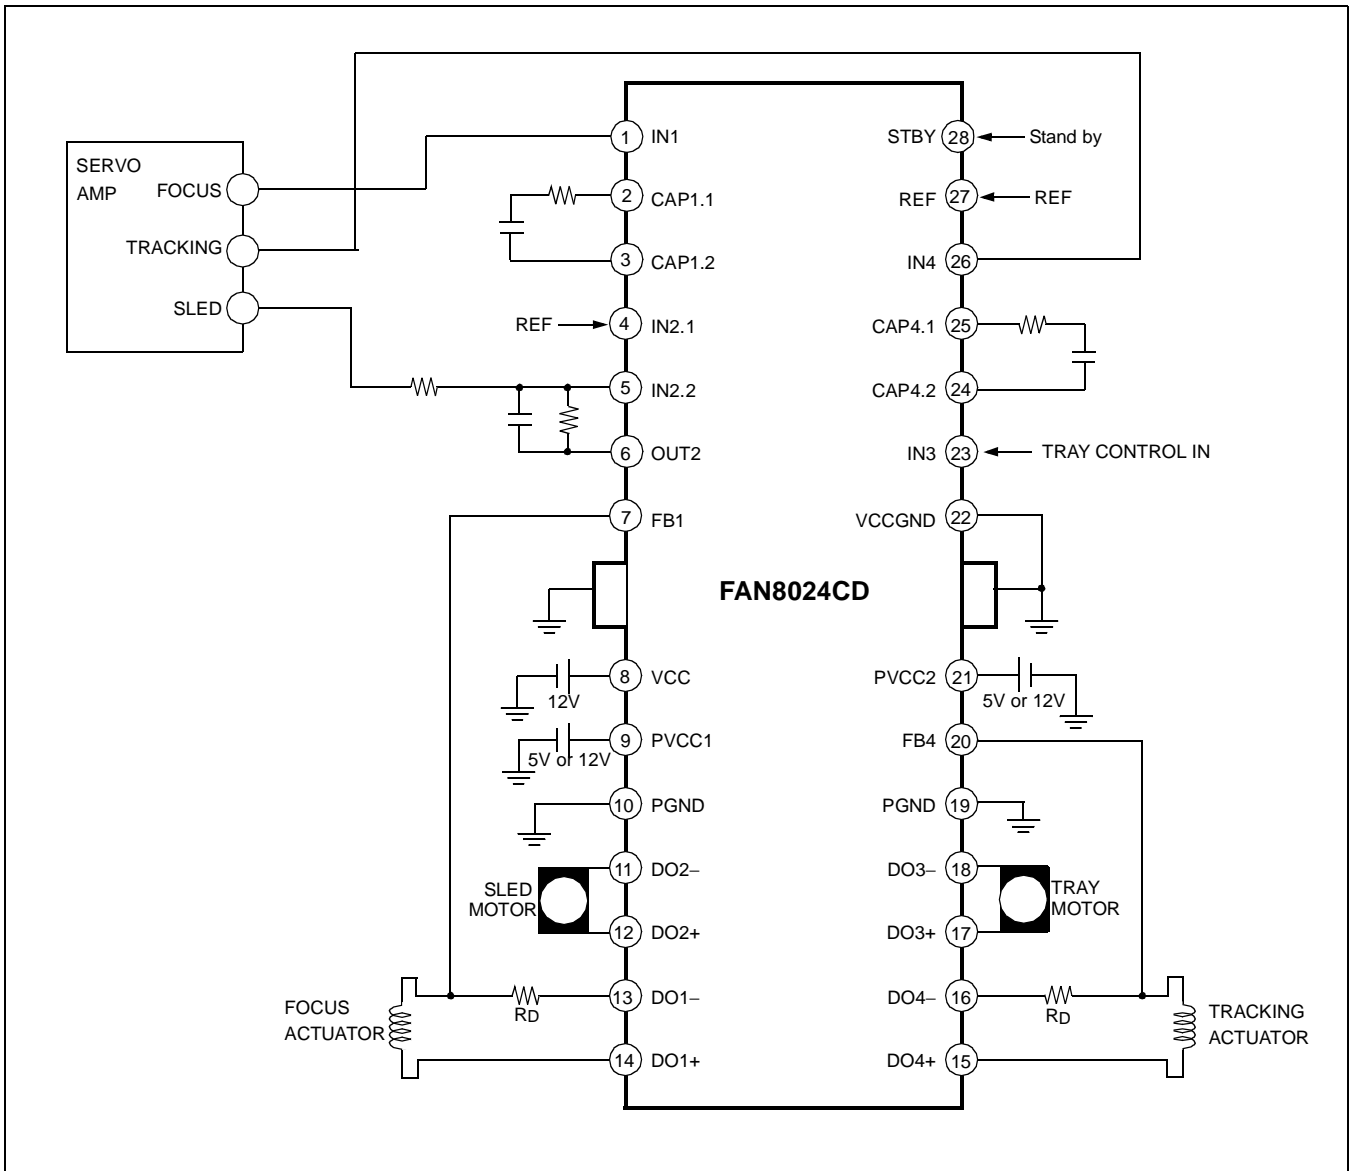 SERVO
AMP
FOCUS
TRACKING
SLED
1 IN1
2 CAP1.1
3 CAP1.2
REF 4 IN2.1
5 IN2.2
6 OUT2
7 FB1
8 VCC
12V
9 PVCC1
5V or 12V
10 PGND
11 DO2−
SLED
MOTOR
12 DO2+
13 DO1−
RD
FOCUS
ACTUATOR
14 DO1+
FAN8024CD
STBY 28 Stand by
REF 27 REF
IN4 26
CAP4.1 25
CAP4.2 24
IN3 23 TRAY CONTROL IN
VCCGND 22
PVCC2 21
5V or 12V
FB4 20
PGND 19
DO3− 18
TRAY
MOTOR
DO3+ 17
DO4− 16
RD
TRACKING
ACTUATOR
DO4+ 15